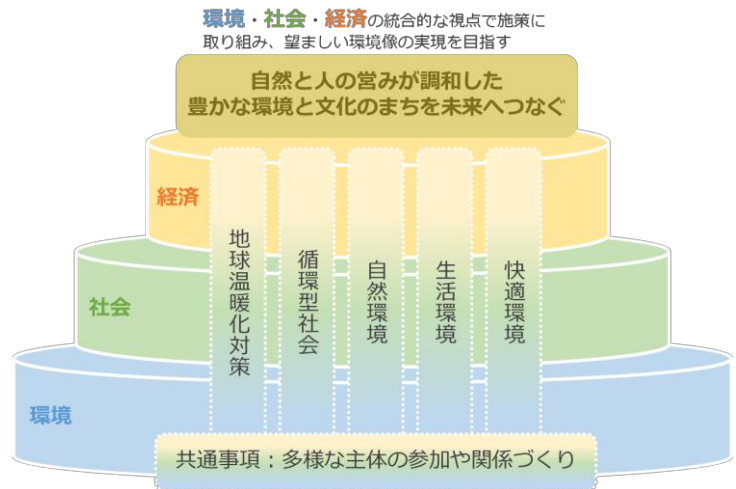 環境・社会・経済の統合的な視点で施策に
取り組み、望ましい環境像の実現を目指す
自然と人の営みが調和した
豊かな環境と文化のまちを未来へつなぐ
経済
社会
環境
地球温暖化対策
循環型社会
自然環境
生活環境
快適環境
共通事項：多様な主体の参加や関係づくり